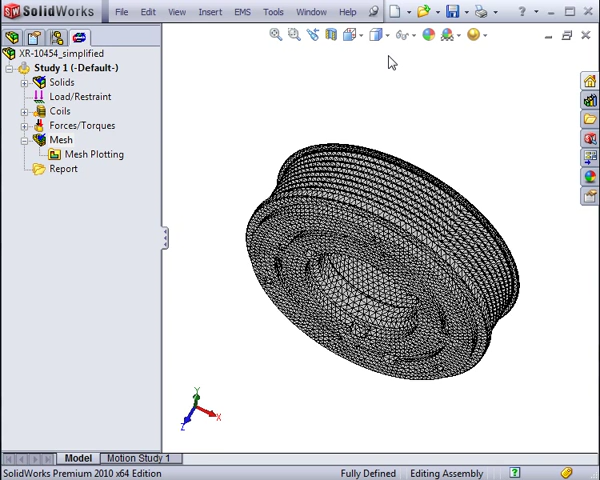 SW SolidWorks File Edit View Insert EMS Tools Window Help ?
XR-10454_simplified
Study 1 (-Default-)
Solids
Load/Restraint
Coils
Forces/Torques
Mesh
Mesh Plotting
Report
Y
X
Z
Model Motion Study 1
SolidWorks Premium 2010 x64 Edition Fully Defined Editing Assembly ?